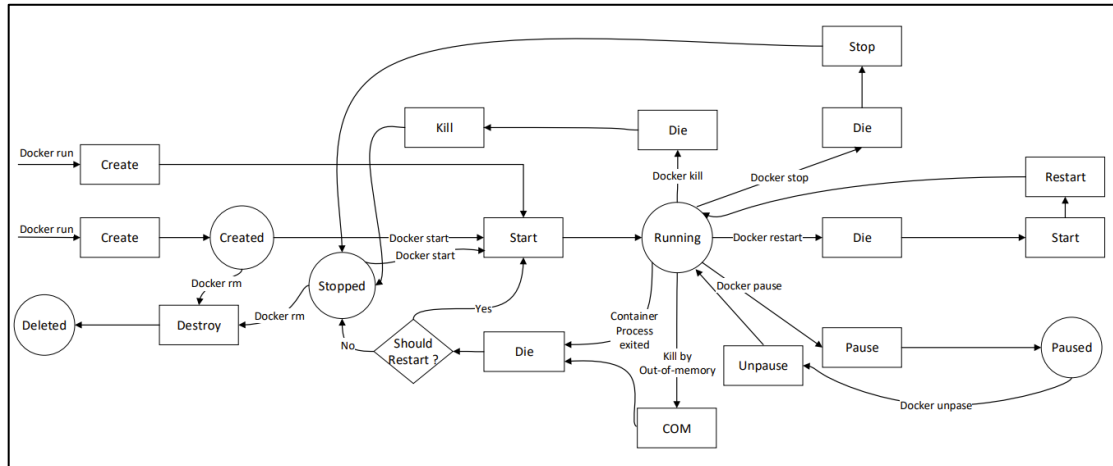 Stop
Kill
Die
Die
Docker run
Create
Docker kill
Docker stop
Restart
Docker run
Create
Created
Docker start
Docker start
Start
Running
Docker restart
Die
Start
Docker rm
Stopped
Docker pause
Deleted
Destroy
Docker rm
Yes
No
Should
Restart ?
Die
Container
Process
exited
Kill by
Out-of-memory
Unpause
Pause
Paused
Docker unpase
COM